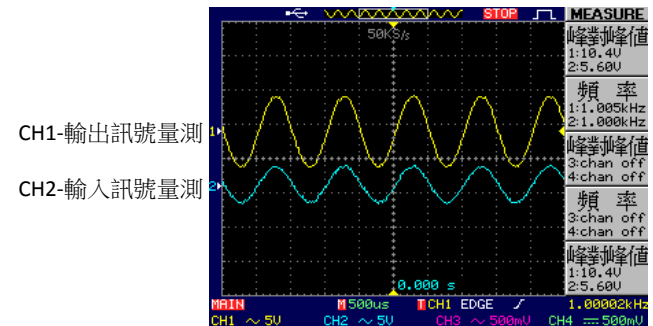 STOP
MEASURE
50KS/s
峰對峰值
1:10.4V
2:5.60V
頻 率
1:1.005kHz
2:1.000kHz
CH1-輸出訊號量測
1
峰對峰值
3:chan off
4:chan off
CH2-輸入訊號量測
2
頻 率
3:chan off
4:chan off
峰對峰值
1:10.4V
2:5.60V
0.000 s
MAIN M 500us T CH1 EDGE 1.00002kHz
CH1 ~ 5V CH2 ~ 5V CH3 ~ 500mV CH4 500mV